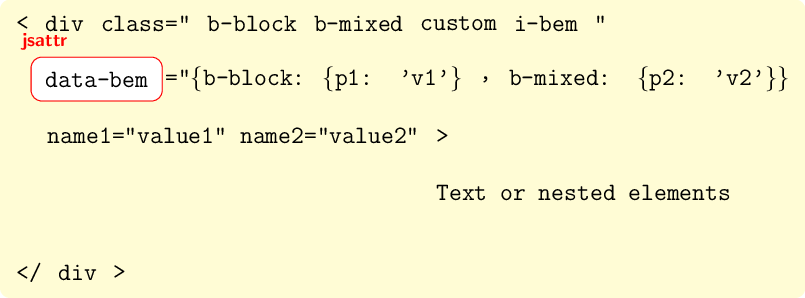 < div class=" b-block b-mixed custom i-bem "
jsattr
data-bem ="{b-block: {p1: ’v1’} , b-mixed: {p2: ’v2’}}
name1="value1" name2="value2" >
Text or nested elements
</ div >